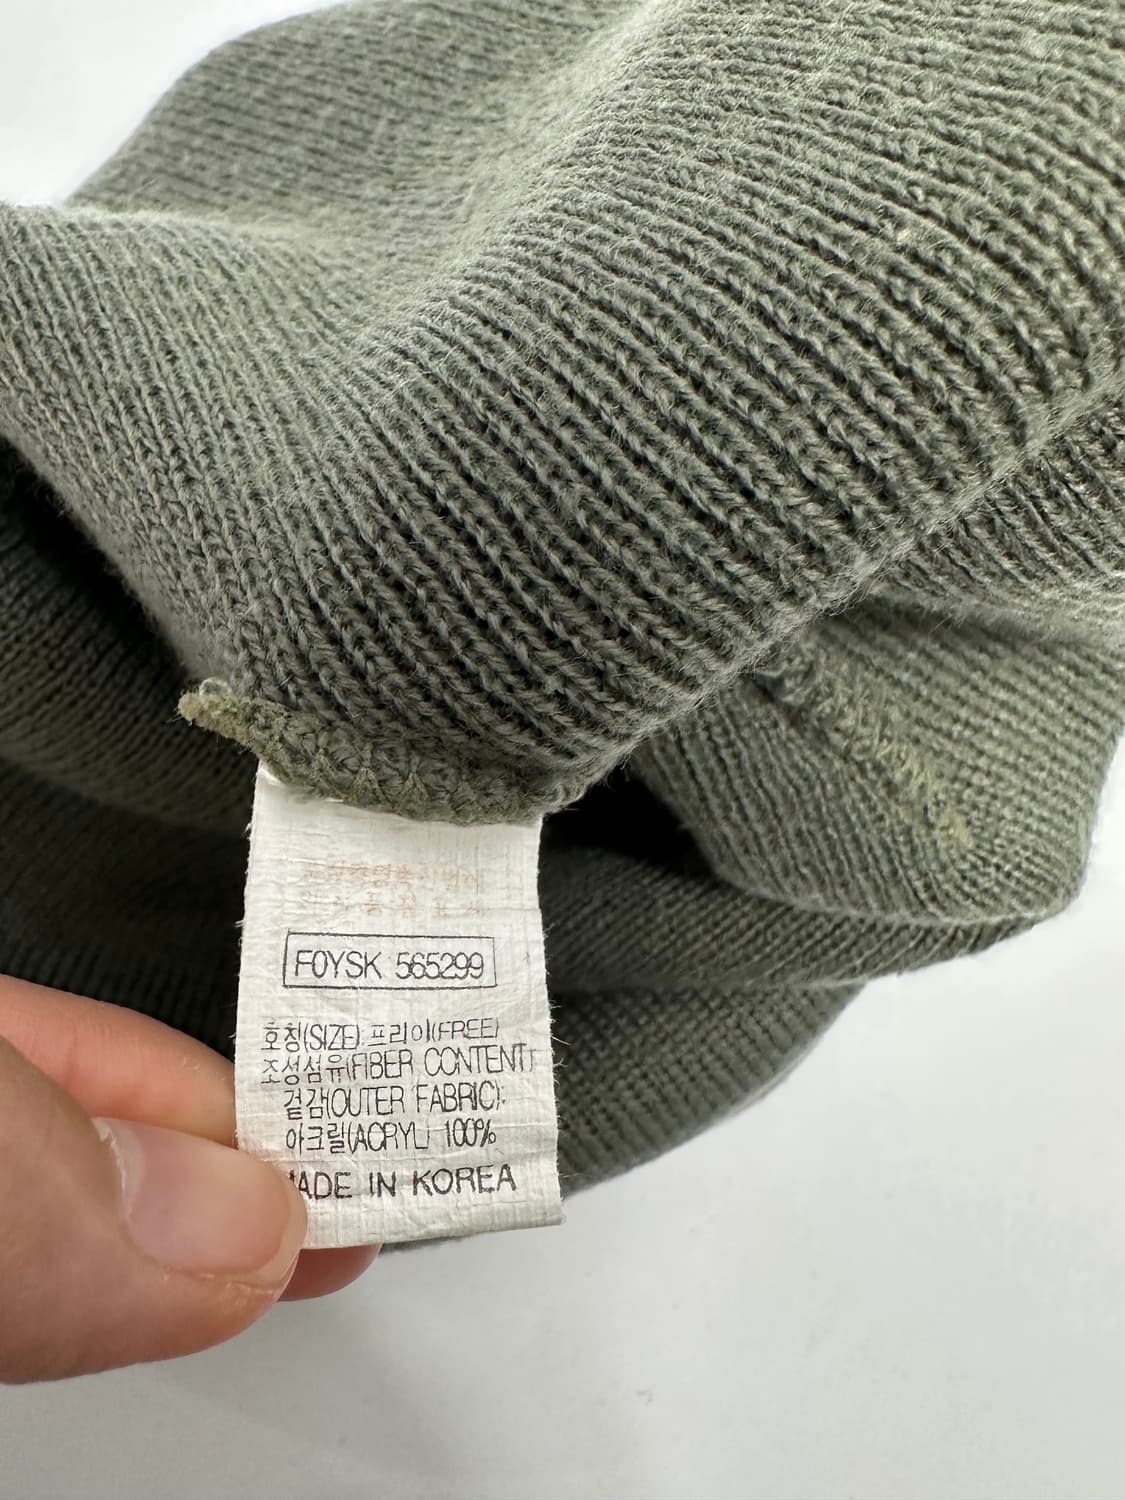 F0YSK 565299
호칭(SIZE): 프리이(FREE)
조성섬유(FIBER CONTENT)
겉감(OUTER FABRIC):
아크릴(ACRYL) 100%
MADE IN KOREA